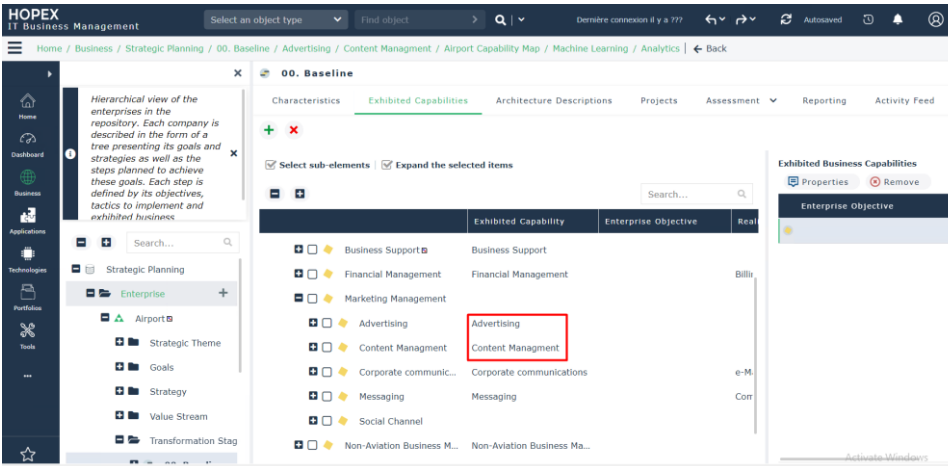 HOPEX
IT Business Management
Select an object type
Find object
Dernière connexion il y a ???
Autosaved
Home / Business / Strategic Planning / 00. Baseline / Advertising / Content Managment / Airport Capability Map / Machine Learning / Analytics | ← Back
Home
Dashboard
Business
Applications
Technologies
Portfolios
Tools
...
Hierarchical view of the
enterprises in the
repository. Each company is
described in the form of a
tree presenting its goals and
strategies as well as the
steps planned to achieve
these goals. Each step is
defined by its objectives,
tactics to implement and
exhibited business
Search...
Strategic Planning
Enterprise
Airport
Strategic Theme
Goals
Strategy
Value Stream
Transformation Stag
00. Baseline
Characteristics
Exhibited Capabilities
Architecture Descriptions
Projects
Assessment
Reporting
Activity Feed
Select sub-elements
Expand the selected items
Search...
Exhibited Capability
Enterprise Objective
Reali
Business Support Business Support
Financial Management Financial Management Billin
Marketing Management
Advertising Advertising
Content Managment Content Managment
Corporate communic... Corporate communications e-M
Messaging Messaging Com
Social Channel
Non-Aviation Business M... Non-Aviation Business Ma...
Exhibited Business Capabilities
Properties
Remove
Enterprise Objective
Activate Windows